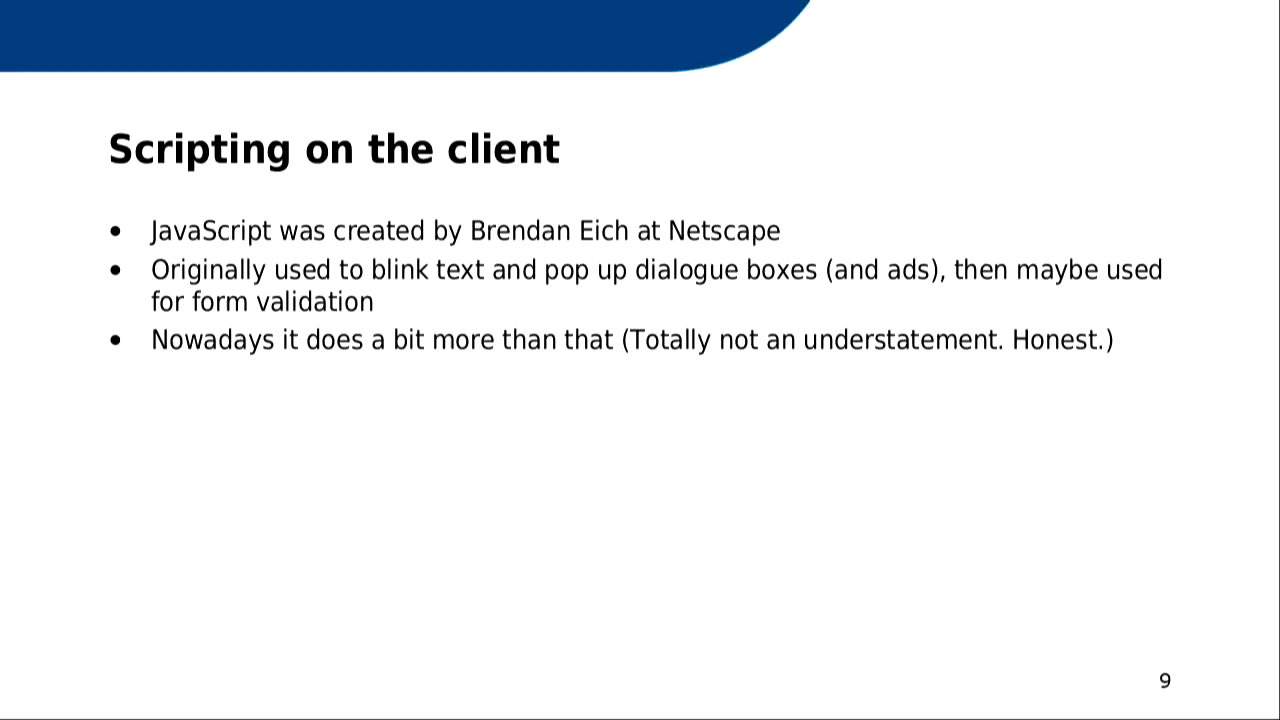 Scripting on the client
• JavaScript was created by Brendan Eich at Netscape
• Originally used to blink text and pop up dialogue boxes (and ads), then maybe used
for form validation
• Nowadays it does a bit more than that (Totally not an understatement. Honest.)
9